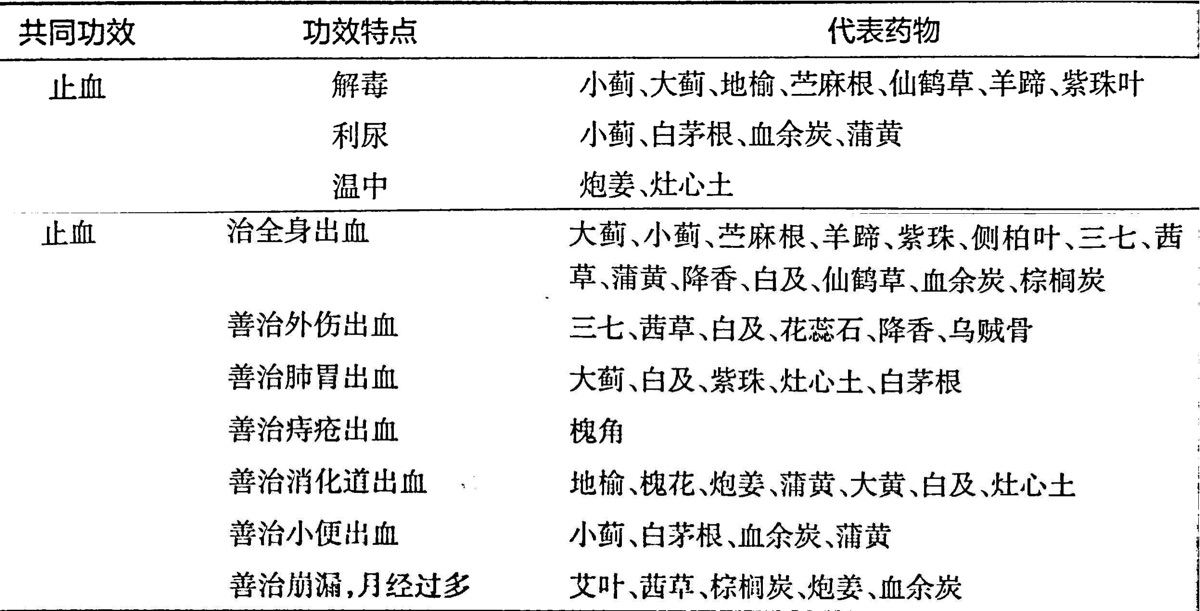 共同功效 功效特点 代表药物
止血 解毒 小蓟、大蓟、地榆、苎麻根、仙鹤草、羊蹄、紫珠叶
利尿 小蓟、白茅根、血余炭、蒲黄
温中 炮姜、灶心土
止血 治全身出血 大蓟、小蓟、苎麻根、羊蹄、紫珠、侧柏叶、三七、茜
草、蒲黄、降香、白及、仙鹤草、血余炭、棕榈炭
善治外伤出血 三七、茜草、白及、花蕊石、降香、乌贼骨
善治肺胃出血 大蓟、白及、紫珠、灶心土、白茅根
善治痔疮出血 槐角
善治消化道出血 地榆、槐花、炮姜、蒲黄、大黄、白及、灶心土
善治小便出血 小蓟、白茅根、血余炭、蒲黄
善治崩漏,月经过多 艾叶、茜草、棕榈炭、炮姜、血余炭